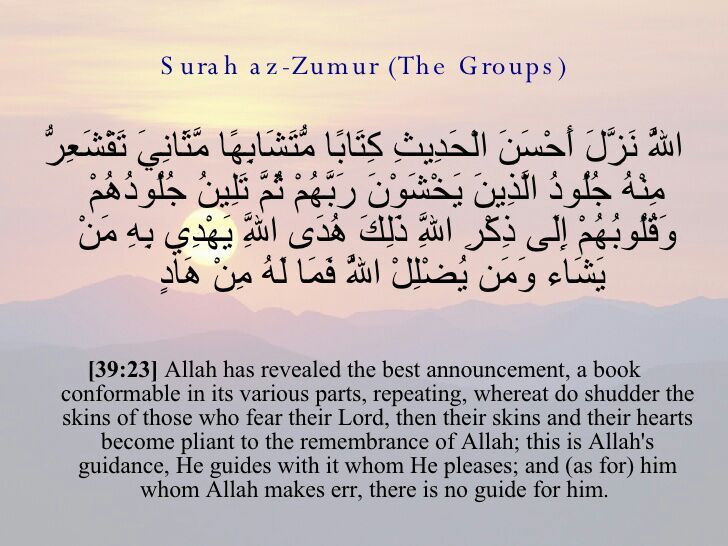 Surah az-Zumur (The Groups)
اللَّهُ نَزَّلَ أَحْسَنَ الْحَدِيثِ كِتَابًا مُّتَشَابِهًا مَّثَانِيَ تَقْشَعِرُّ
مِنْهُ جُلُودُ الَّذِينَ يَخْشَوْنَ رَبَّهُمْ ثُمَّ تَلِينُ جُلُودُهُمْ
وَقُلُوبُهُمْ إِلَى ذِكْرِ اللَّهِ ذَلِكَ هُدَى اللَّهِ يَهْدِي بِهِ مَنْ
يَشَاء وَمَن يُضْلِلْ اللَّهُ فَمَا لَهُ مِنْ هَادٍ
[39:23] Allah has revealed the best announcement, a book
conformable in its various parts, repeating, whereat do shudder the
skins of those who fear their Lord, then their skins and their hearts
become pliant to the remembrance of Allah; this is Allah's
guidance, He guides with it whom He pleases; and (as for) him
whom Allah makes err, there is no guide for him.